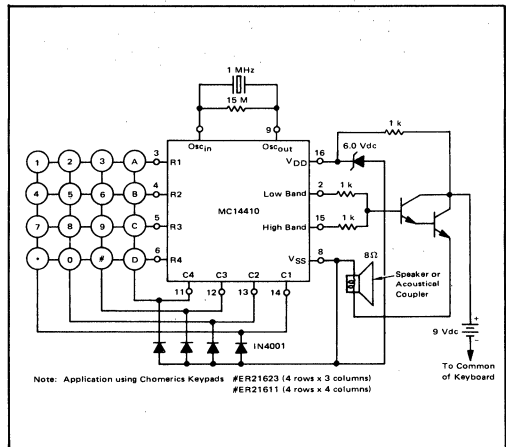 1 MHz
15 M
9
Osc in
Osc out
1 k
6.0 Vdc
16
V DD
1 2 3 A
3
R1
4 5 6 B
4
R2
MC14410
Low Band
2
1 k
7 8 9 C
5
R3
High Band
15
1 k
* 0 # D
6
R4
V SS
8
8Ω
Speaker or
Acoustical
Coupler
C4
C3
C2
C1
11
12
13
14
IN4001
+
9 Vdc
-
To Common
of Keyboard
Note: Application using Chomerics Keypads #ER21623 (4 rows x 3 columns)
#ER21611 (4 rows x 4 columns)